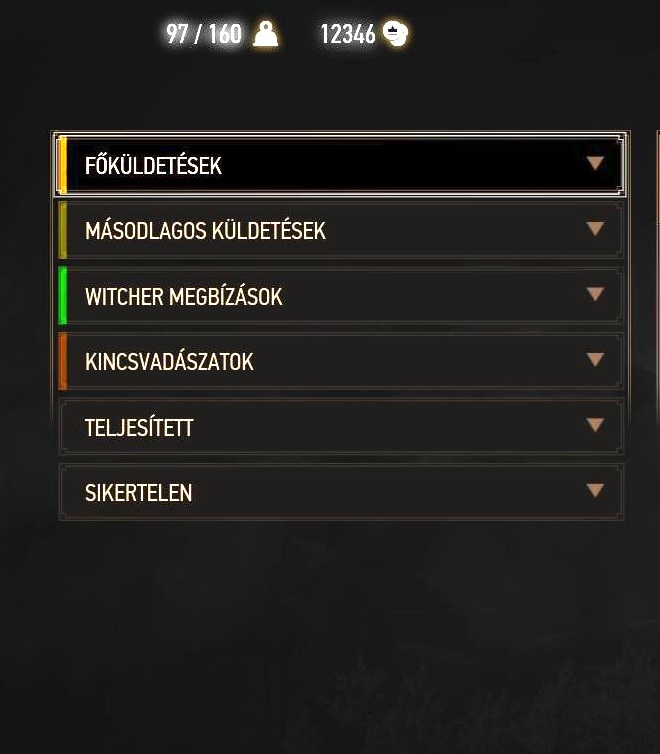 97 / 160 12346
FŐKÜLDETÉSEK
MÁSODLAGOS KÜLDETÉSEK
WITCHER MEGBÍZÁSOK
KINCSVADÁSZATOK
TELJESÍTETT
SIKERTELEN